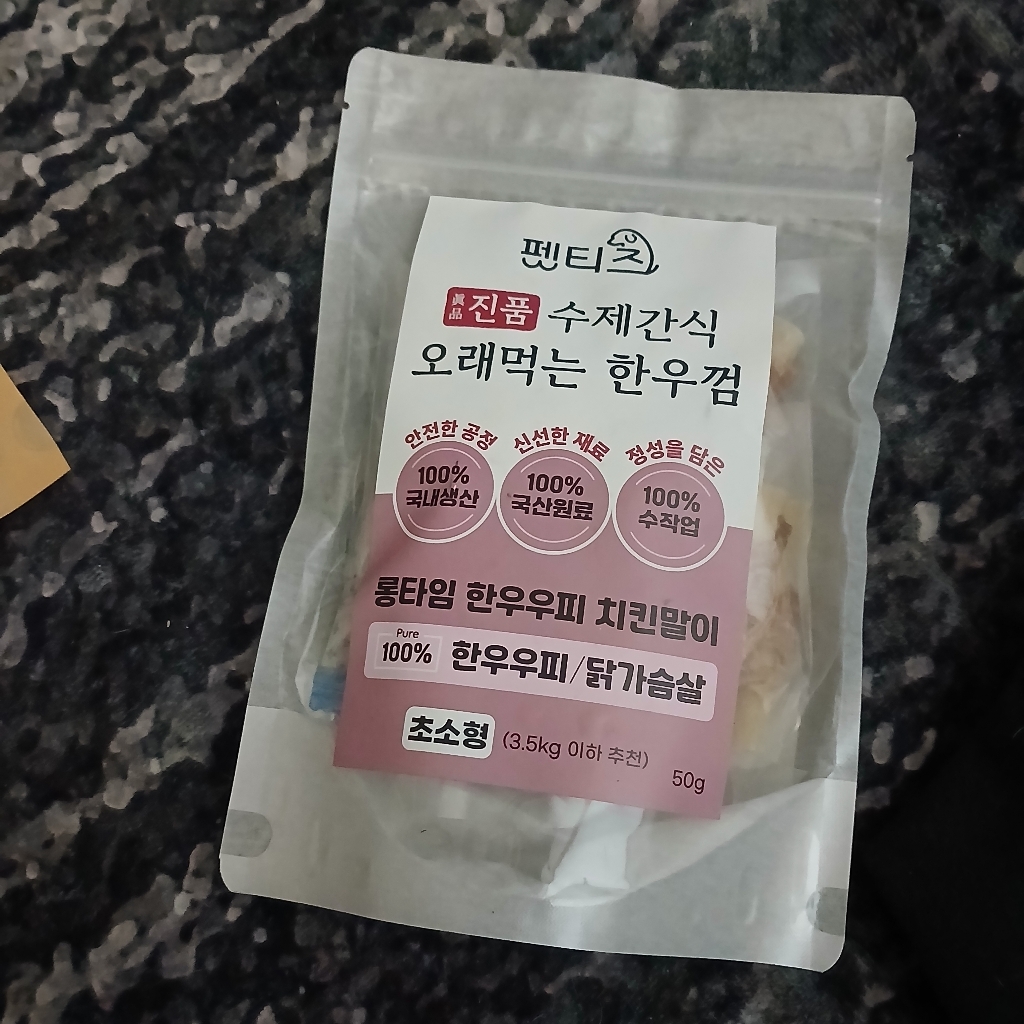 펫티즈
眞品 진품 수제간식
오래먹는 한우껌
안전한 공정 신선한 재료 정성을 담은
100% 100% 100%
국내생산 국산원료 수작업
롱타임 한우우피 치킨말이
Pure
100% 한우우피/닭가슴살
초소형 (3.5kg 이하 추천)
50g